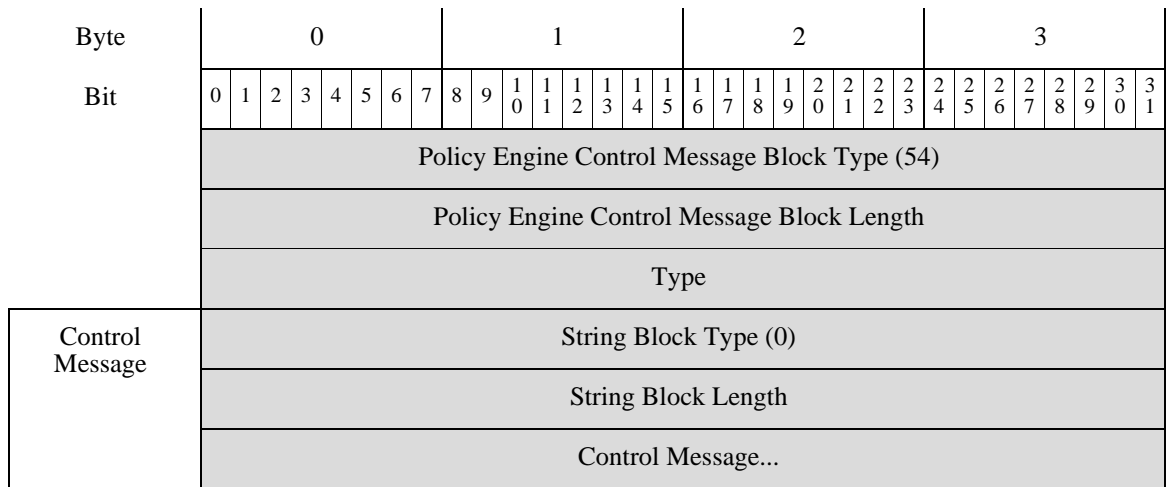 Byte 0 1 2 3
Bit 0 1 2 3 4 5 6 7 8 9 10 11 12 13 14 15 16 17 18 19 20 21 22 23 24 25 26 27 28 29 30 31
Policy Engine Control Message Block Type (54)
Policy Engine Control Message Block Length
Type
Control
Message
String Block Type (0)
String Block Length
Control Message...